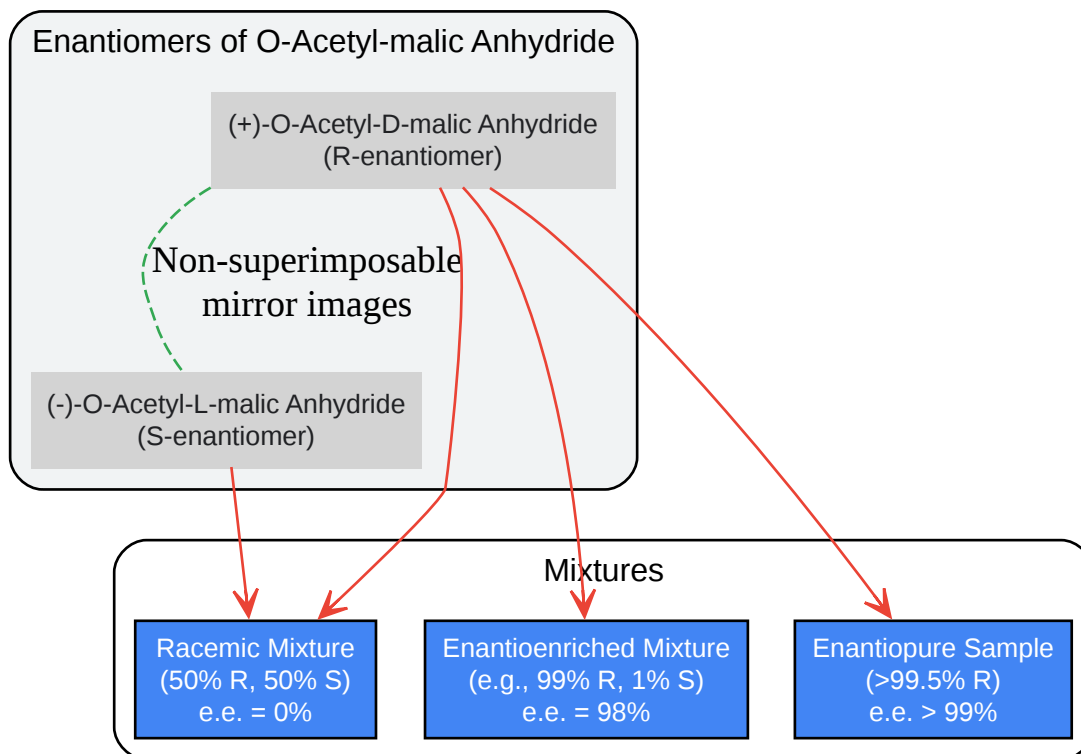 Enantiomers of O-Acetyl-malic Anhydride
(+)-O-Acetyl-D-malic Anhydride
(R-enantiomer)
Non-superimposable
mirror images
(-)-O-Acetyl-L-malic Anhydride
(S-enantiomer)
Mixtures
Racemic Mixture
(50% R, 50% S)
e.e. = 0%
Enantioenriched Mixture
(e.g., 99% R, 1% S)
e.e. = 98%
Enantiopure Sample
(>99.5% R)
e.e. > 99%